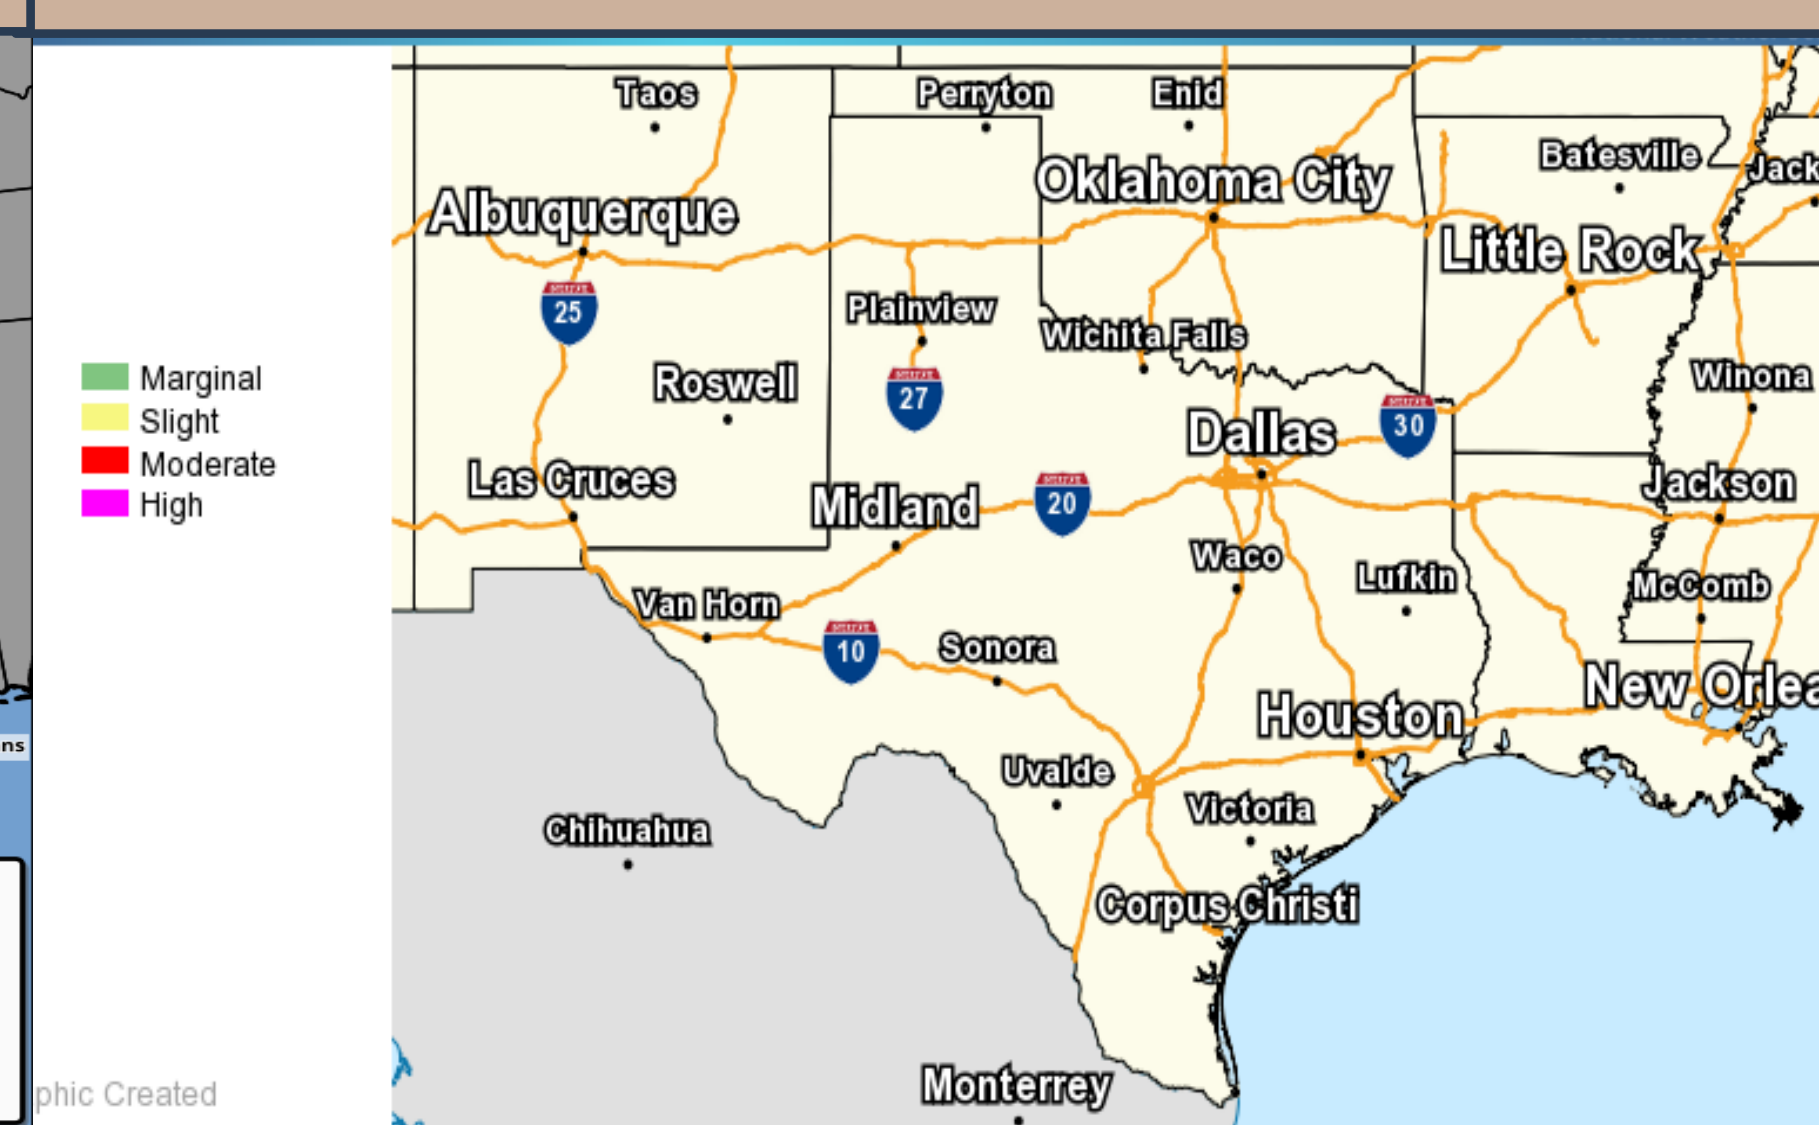 Taos
Perryton
Enid
Batesville
Jack
Oklahoma City
Albuquerque
Little Rock
25
Plainview
Wichita Falls
Winona
Marginal
Roswell
27
Slight
30
Dallas
Moderate
Las Cruces
Jackson
High
Midland
20
Waco
Lufkin
McComb
Van Horn
10
Sonora
New Orlea
Houston
ns
Uvalde
Victoria
Chihuahua
Corpus Christi
Monterrey
phic Created